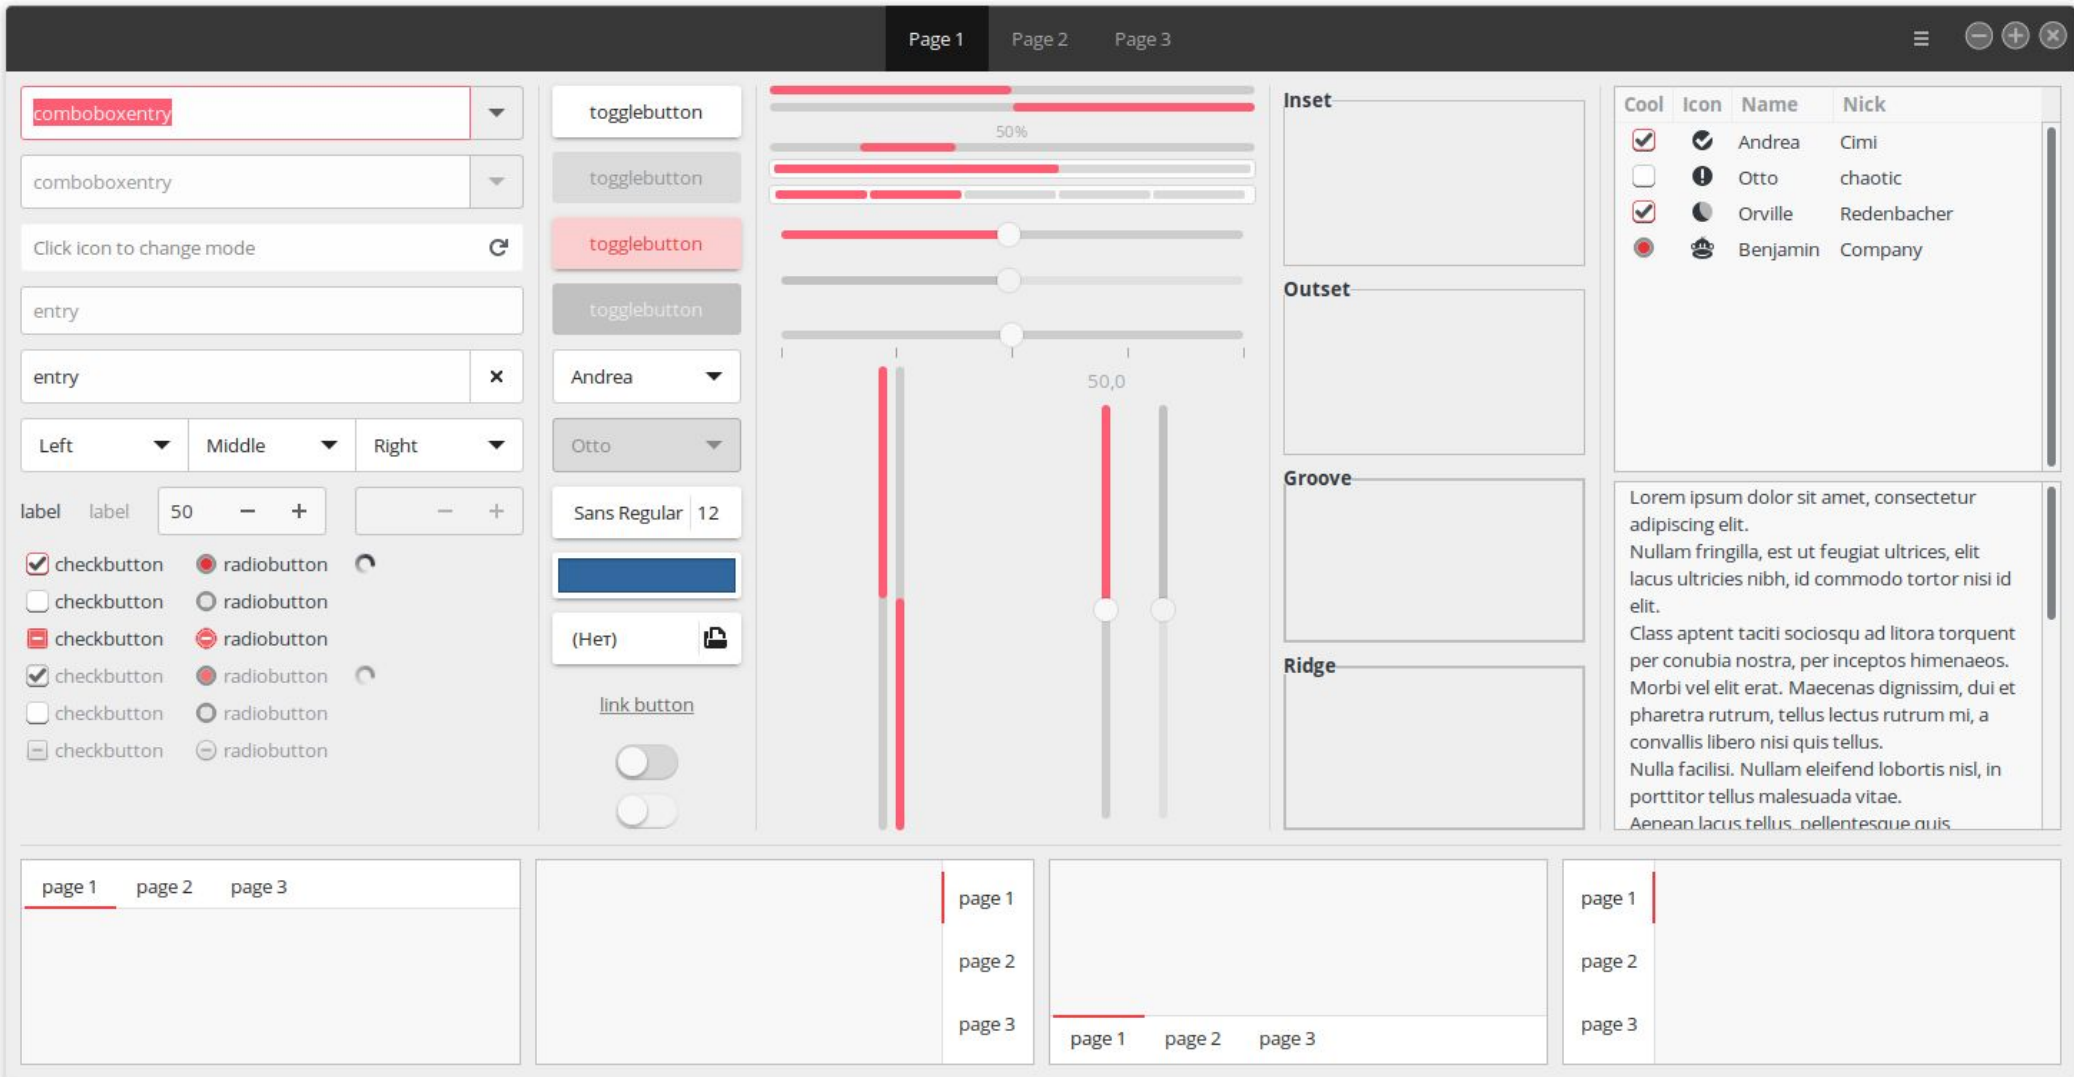 Page 1 Page 2 Page 3
comboboxentry
comboboxentry
Click icon to change mode
entry
entry
Left Middle Right
label label 50
checkbutton radiobutton
checkbutton radiobutton
checkbutton radiobutton
checkbutton radiobutton
checkbutton radiobutton
checkbutton radiobutton
togglebutton
togglebutton
togglebutton
togglebutton
Andrea
Otto
Sans Regular 12
(Нет)
link button
50%
50,0
Inset
Outset
Groove
Ridge
Cool Icon Name Nick
Andrea Cimi
Otto chaotic
Orville Redenbacher
Benjamin Company
Lorem ipsum dolor sit amet, consectetur
adipiscing elit.
Nullam fringilla, est ut feugiat ultrices, elit
lacus ultricies nibh, id commodo tortor nisi id
elit.
Class aptent taciti sociosqu ad litora torquent
per conubia nostra, per inceptos himenaeos.
Morbi vel elit erat. Maecenas dignissim, dui et
pharetra rutrum, tellus lectus rutrum mi, a
convallis libero nisi quis tellus.
Nulla facilisi. Nullam eleifend lobortis nisl, in
porttitor tellus malesuada vitae.
Aenean lacus tellus, pellentesque quis
page 1 page 2 page 3
page 1
page 2
page 3
page 1 page 2 page 3
page 1
page 2
page 3